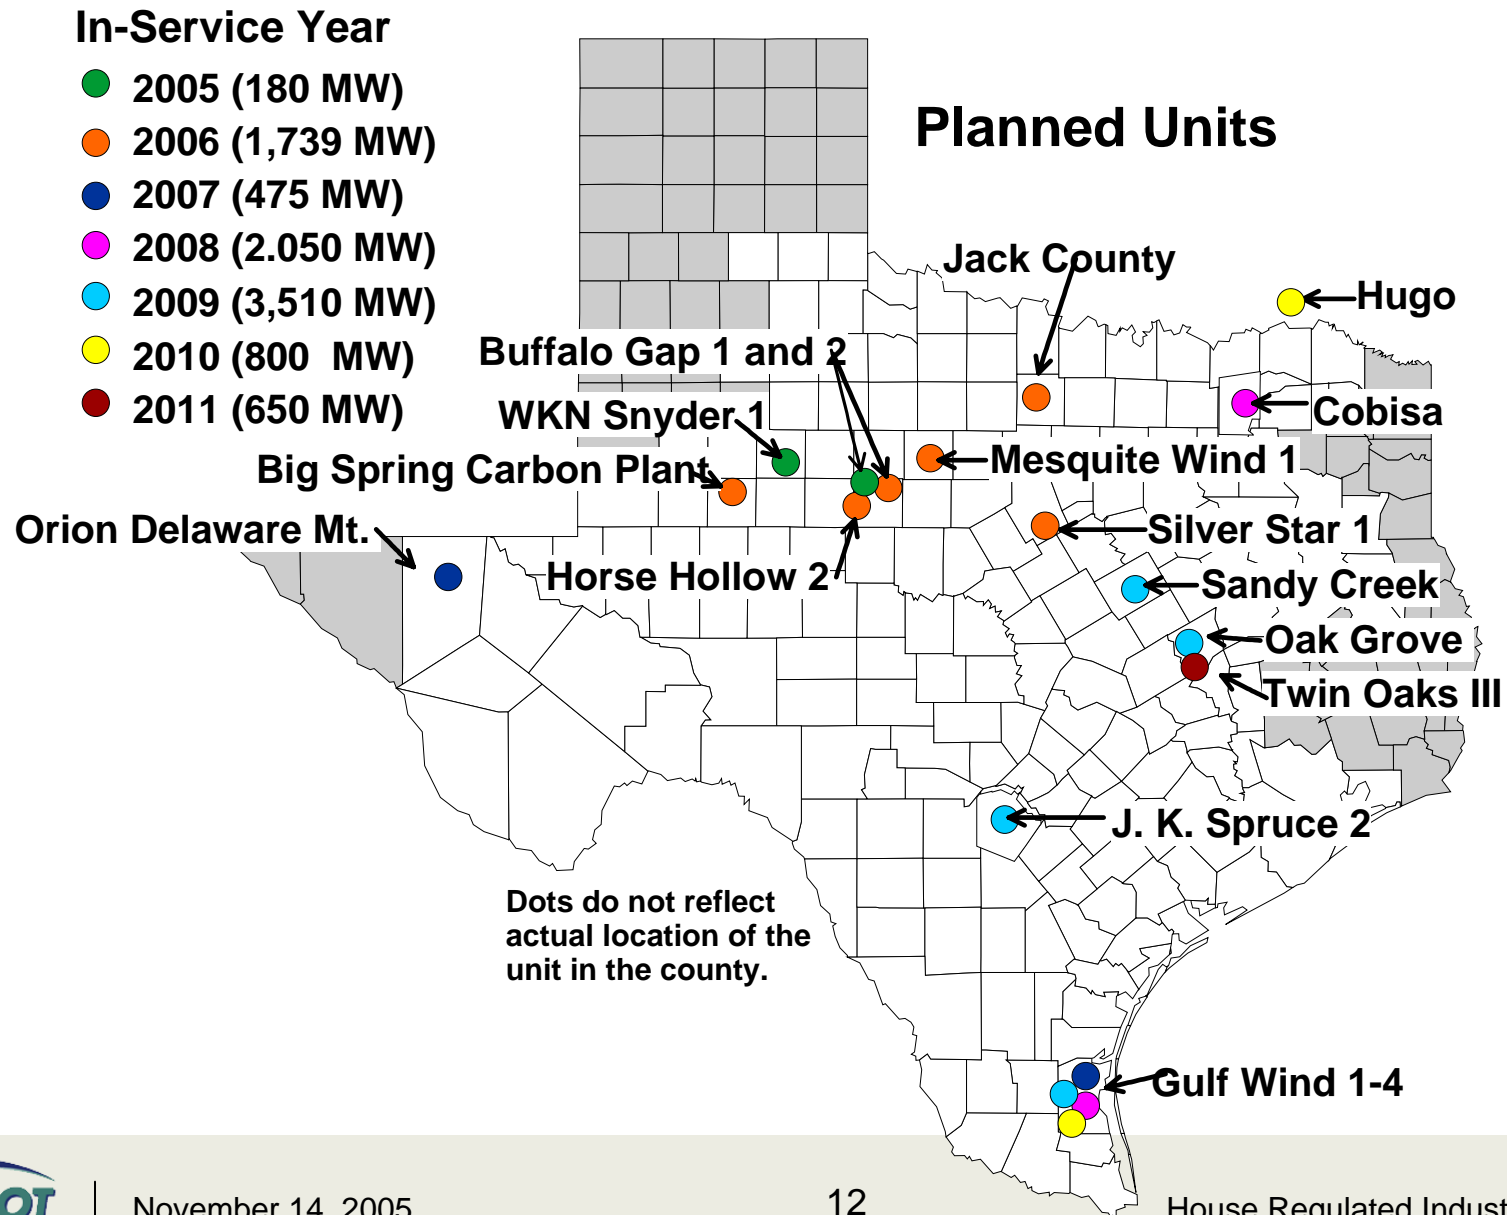 In-Service Year
2005 (180 MW)
2006 (1,739 MW)
2007 (475 MW)
2008 (2.050 MW)
2009 (3,510 MW)
2010 (800  MW)
2011 (650 MW)
Planned Units
Jack County
Hugo
Buffalo Gap 1 and 2
WKN Snyder 1
Cobisa
Big Spring Carbon Plant
Mesquite Wind 1
Orion Delaware Mt.
Silver Star 1
Horse Hollow 2
Sandy Creek
Oak Grove
Twin Oaks III
J. K. Spruce 2
Dots do not reflect
actual location of the
unit in the county.
Gulf Wind 1-4
November 14, 2005
12
House Regulated